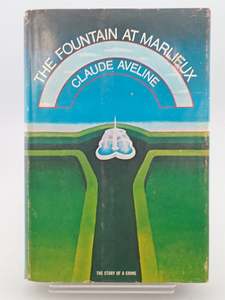 THE FOUNTAIN AT MARLIEUX
CLAUDE AVELINE
THE STORY OF A CRIME